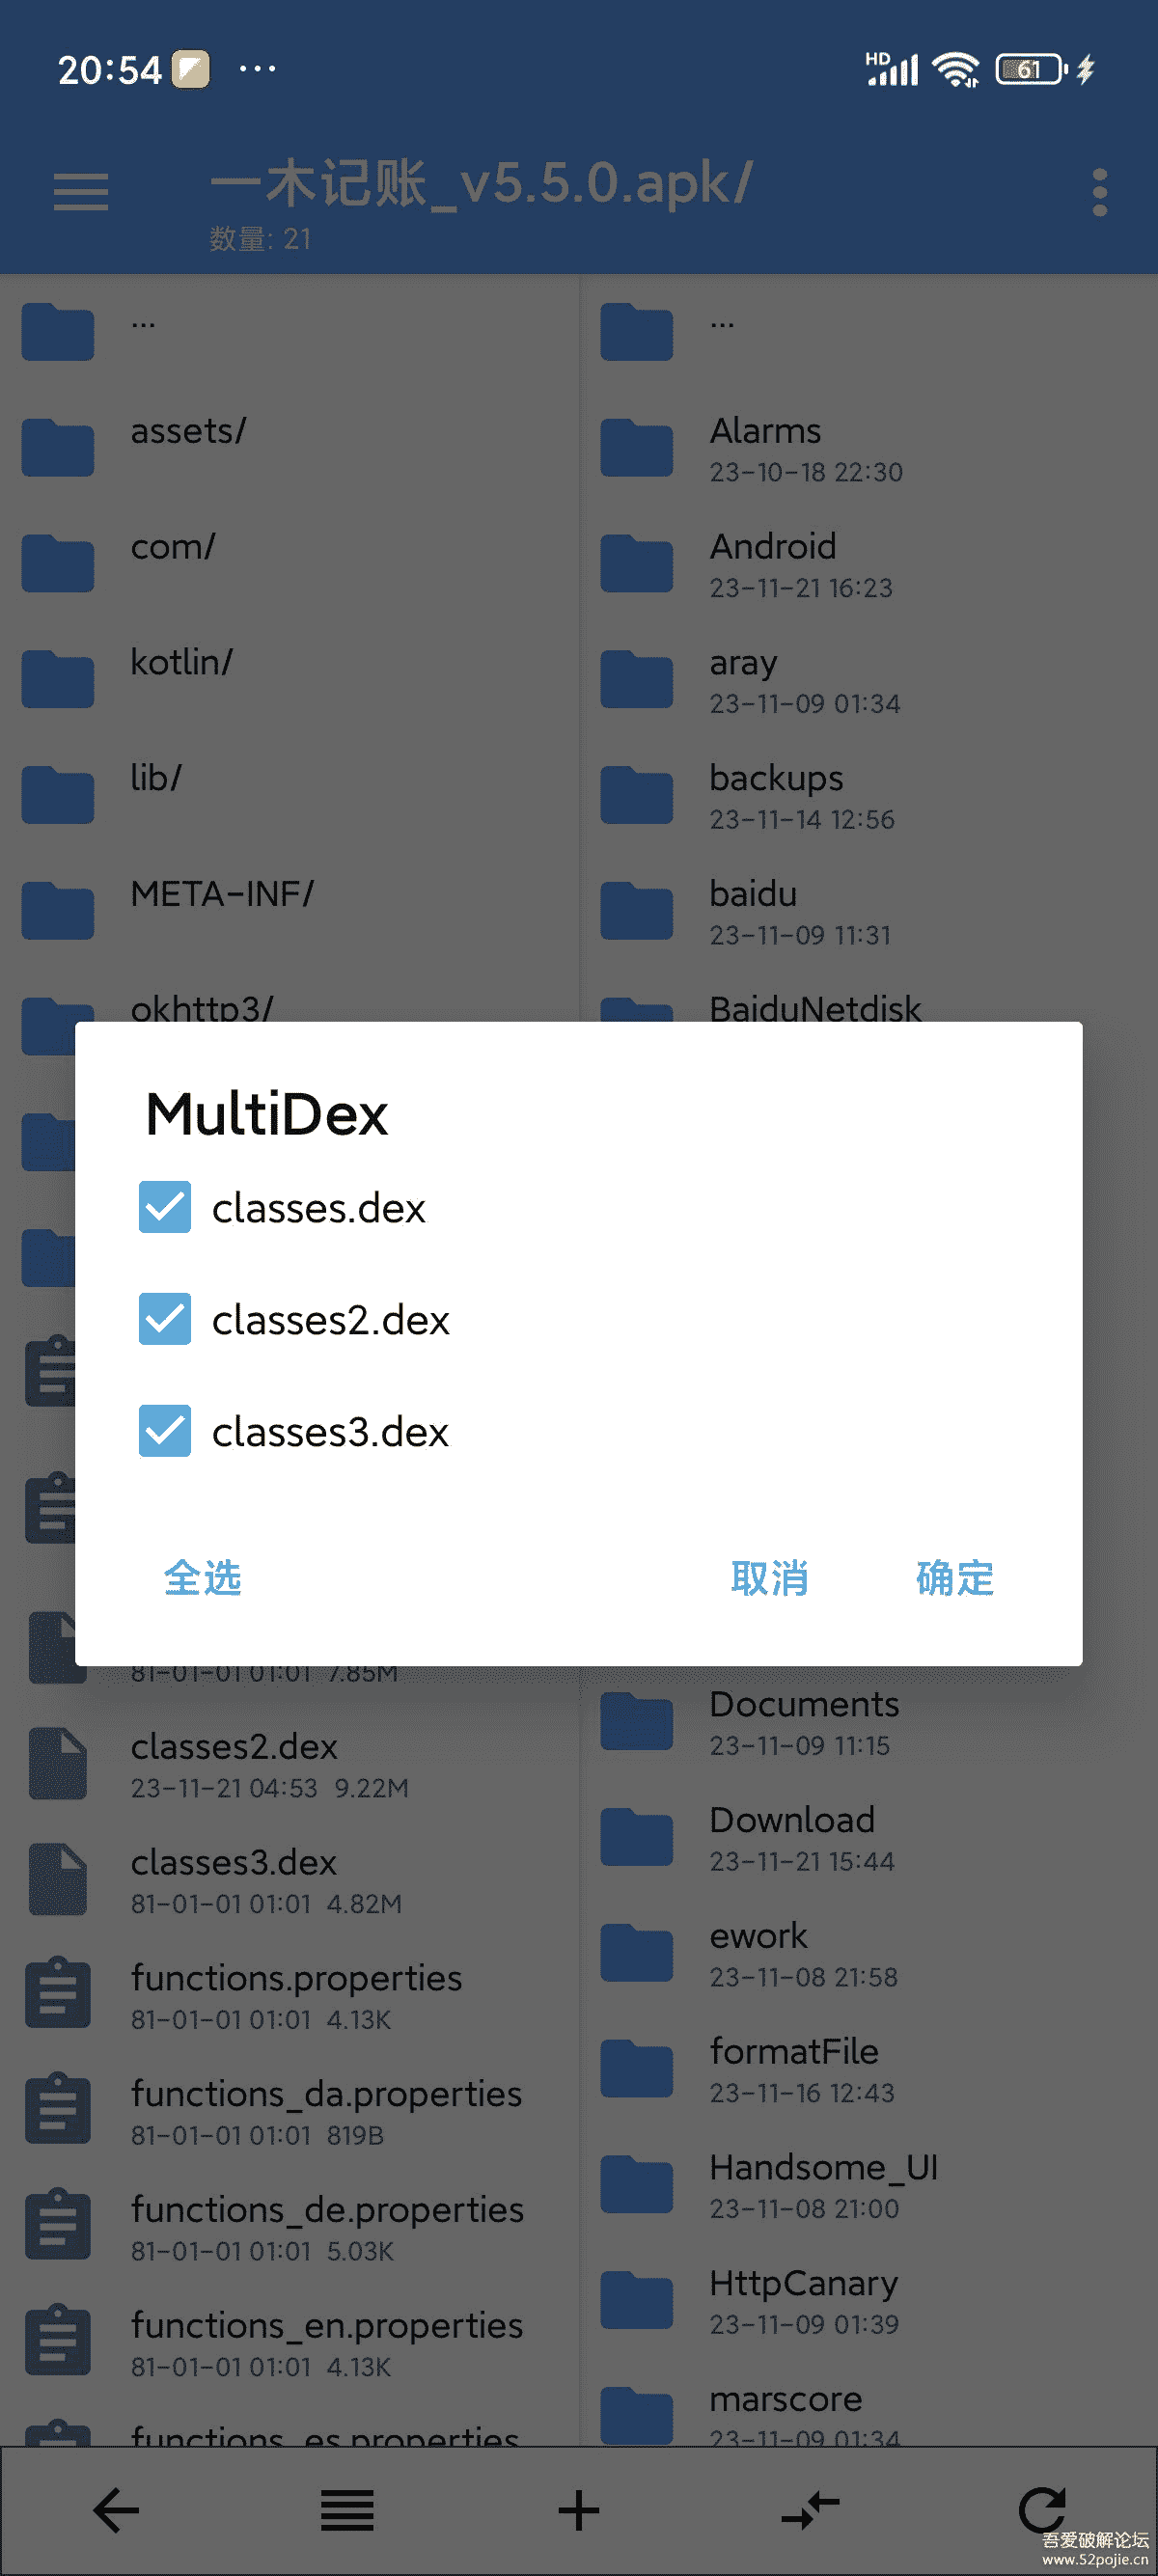 20:54 ...
HD 61
一木记账_v5.5.0.apk/
数量: 21
...
assets/
com/
kotlin/
lib/
META-INF/
okhttp3/
...
Alarms
23-10-18 22:30
Android
23-11-21 16:23
aray
23-11-09 01:34
backups
23-11-14 12:56
baidu
23-11-09 11:31
BaiduNetdisk
MultiDex
classes.dex
classes2.dex
classes3.dex
全选 取消 确定
81-01-01 01:01 7.85M
classes2.dex
23-11-21 04:53 9.22M
classes3.dex
81-01-01 01:01 4.82M
functions.properties
81-01-01 01:01 4.13K
functions_da.properties
81-01-01 01:01 819B
functions_de.properties
81-01-01 01:01 5.03K
functions_en.properties
81-01-01 01:01 4.13K
functions_es.properties
Documents
23-11-09 11:15
Download
23-11-21 15:44
ework
23-11-08 21:58
formatFile
23-11-16 12:43
Handsome_UI
23-11-08 21:00
HttpCanary
23-11-09 01:39
marscore
23-11-09 01:34
吾爱破解论坛
www.52pojie.cn